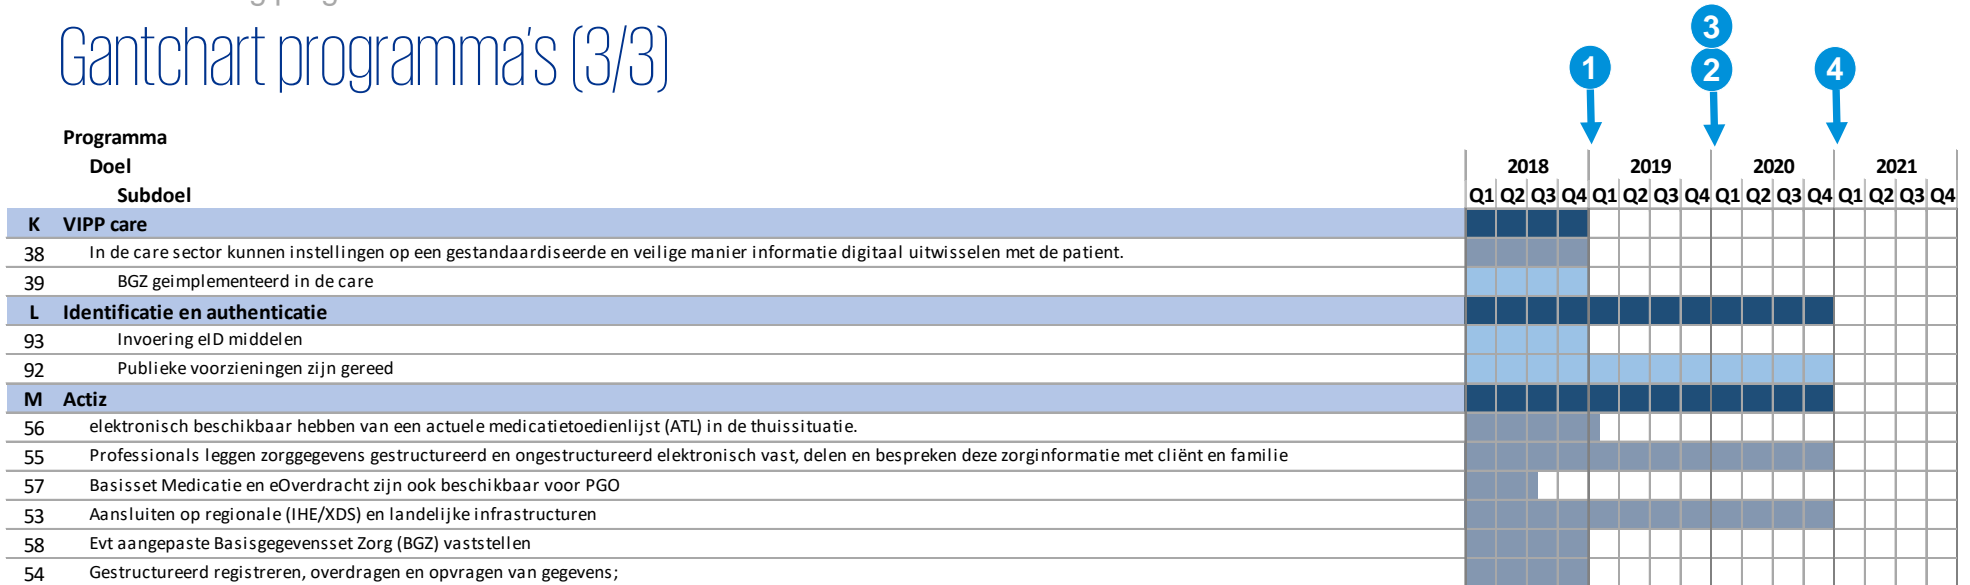 Gantchart programma's (3/3)
3
1
2
4
Programma
Doel
2018 2019 2020 2021
Subdoel
Q1 Q2 Q3 Q4 Q1 Q2 Q3 Q4 Q1 Q2 Q3 Q4 Q1 Q2 Q3 Q4
K VIPP care
38 In de care sector kunnen instellingen op een gestandaardiseerde en veilige manier informatie digitaal uitwisselen met de patient.
39 BGZ geimplementeerd in de care
L Identificatie en authenticatie
93 Invoering eID middelen
92 Publieke voorzieningen zijn gereed
M Actiz
56 elektronisch beschikbaar hebben van een actuele medicatietoedienlijst (ATL) in de thuissituatie.
55 Professionals leggen zorggegevens gestructureerd en ongestructureerd elektronisch vast, delen en bespreken deze zorginformatie met cliënt en familie
57 Basisset Medicatie en eOverdracht zijn ook beschikbaar voor PGO
53 Aansluiten op regionale (IHE/XDS) en landelijke infrastructuren
58 Evt aangepaste Basisgegevensset Zorg (BGZ) vaststellen
54 Gestructureerd registreren, overdragen en opvragen van gegevens;